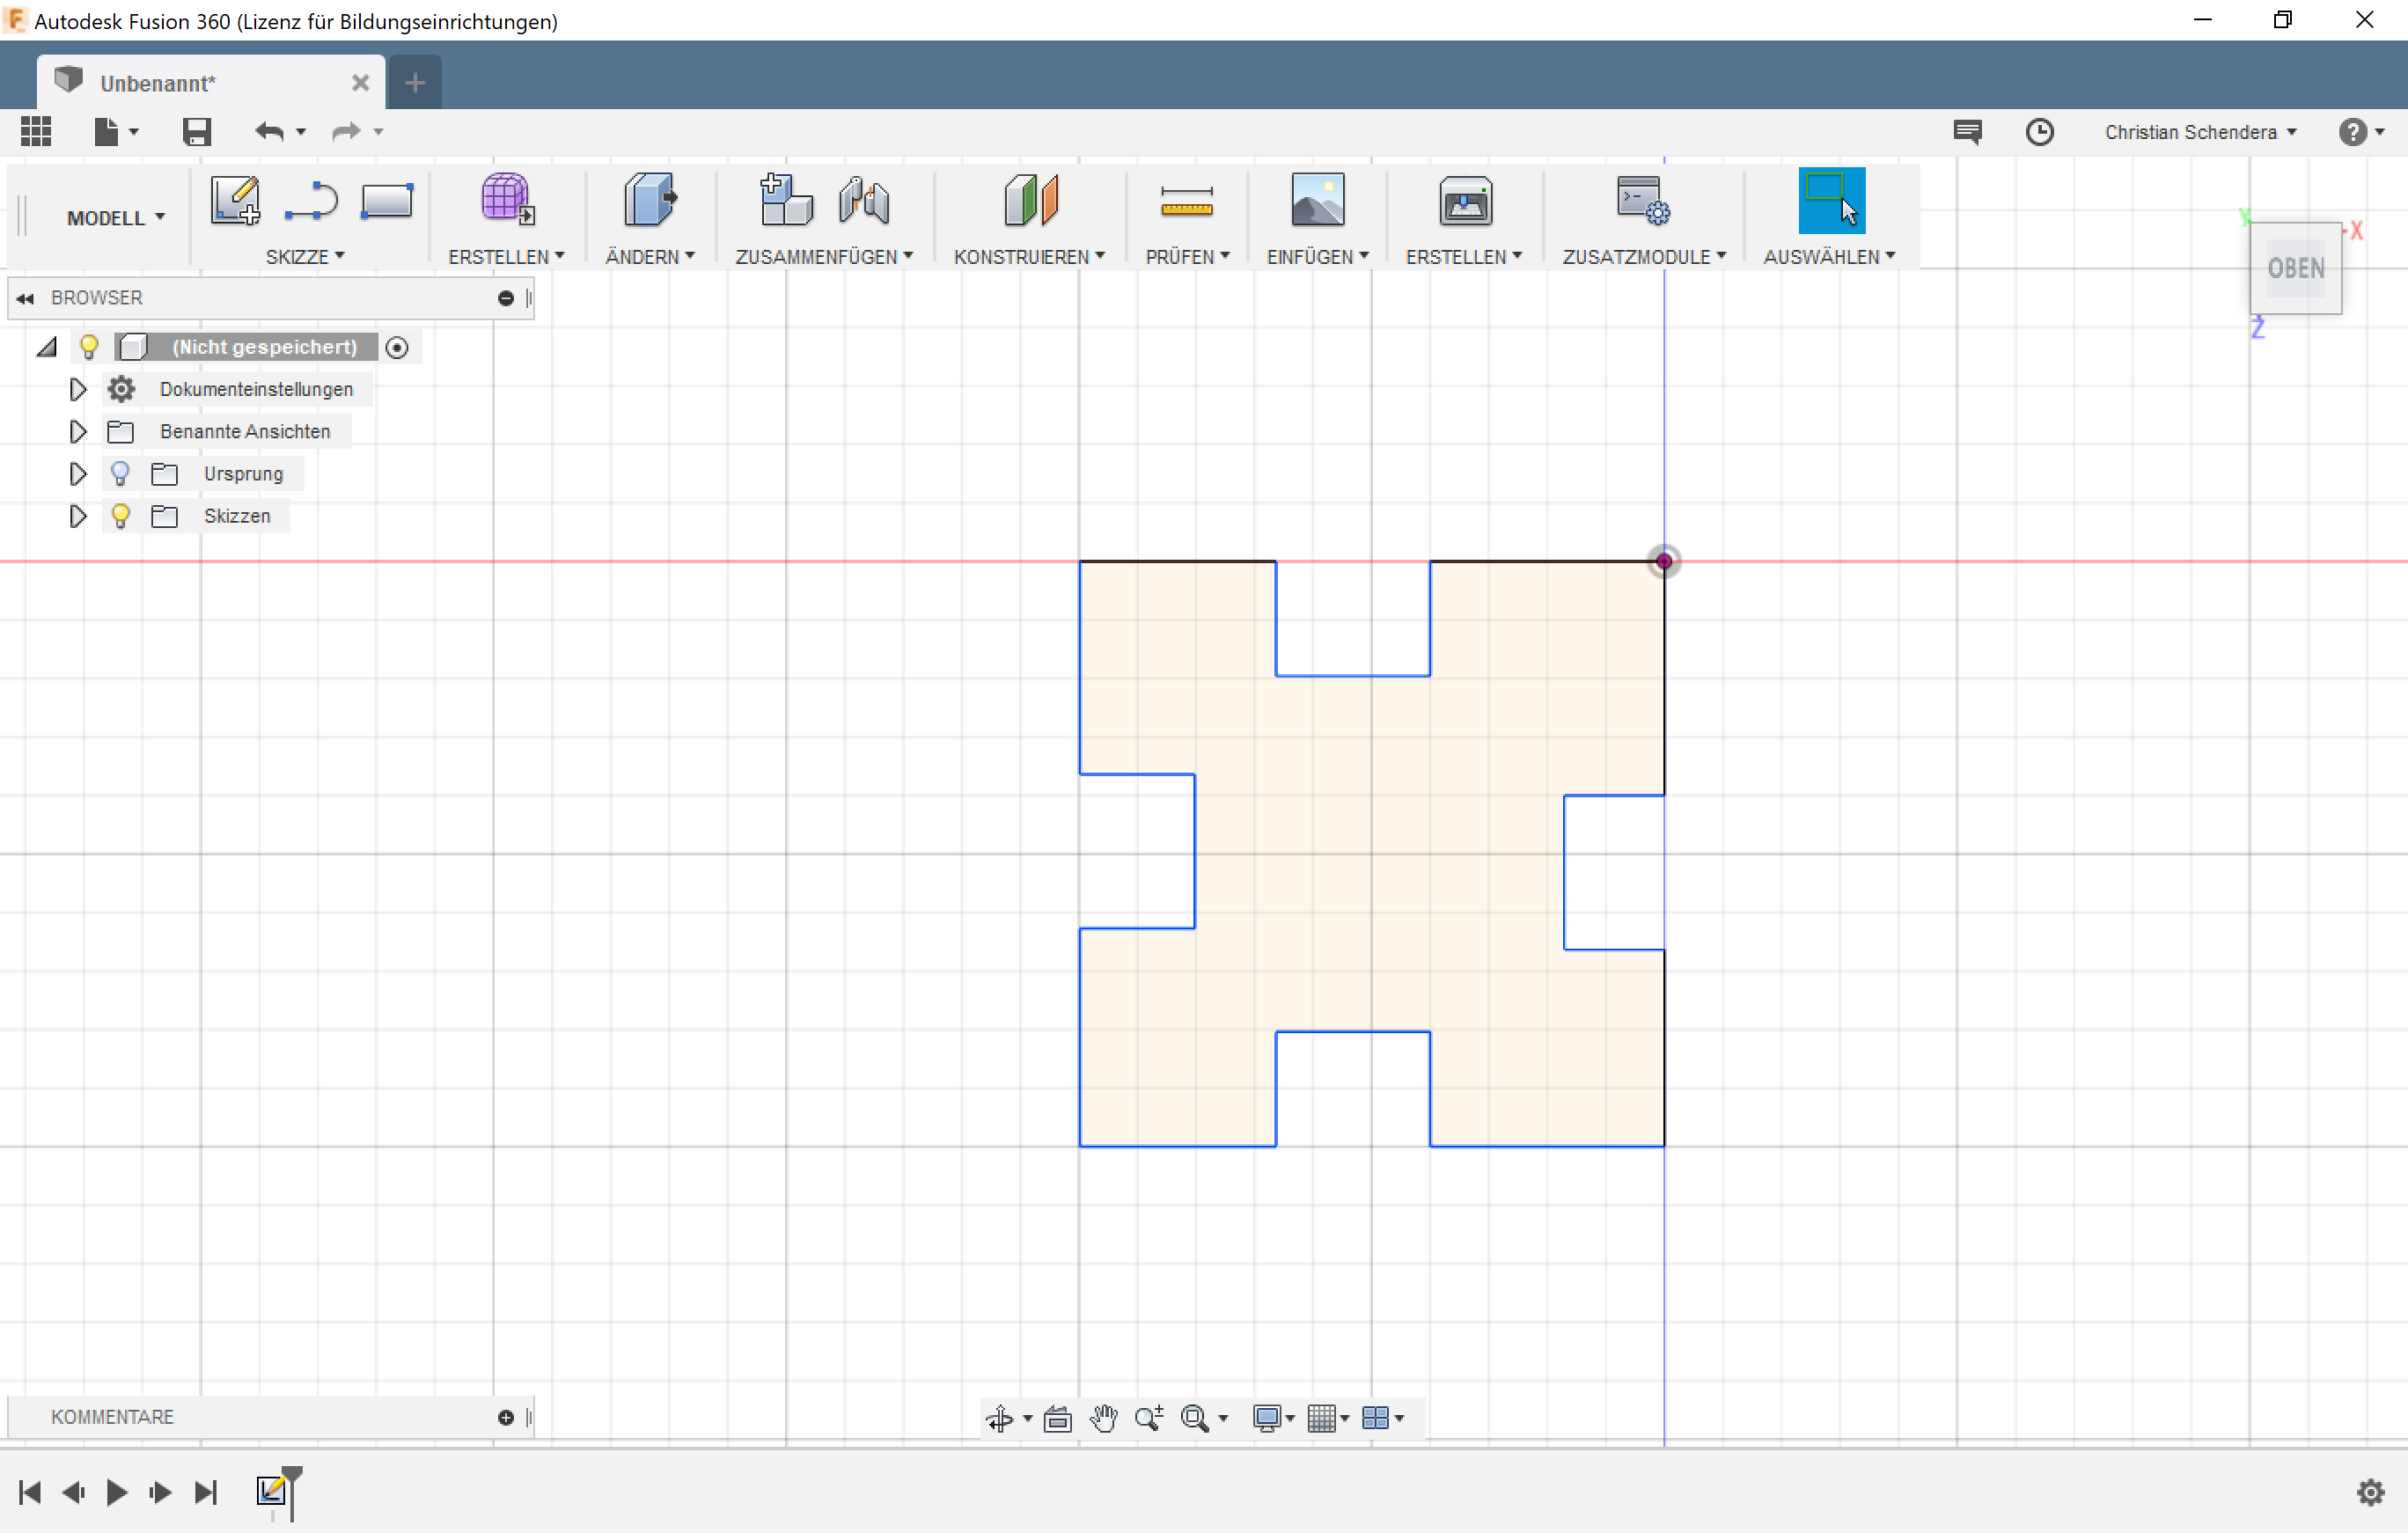 Autodesk Fusion 360 (Lizenz für Bildungseinrichtungen)
Unbenannt*
Christian Schendera
MODELL
SKIZZE
ERSTELLEN
ÄNDERN
ZUSAMMENFÜGEN
KONSTRUIEREN
PRÜFEN
EINFÜGEN
ERSTELLEN
ZUSATZMODULE
AUSWÄHLEN
Y
X
OBEN
Z
BROWSER
(Nicht gespeichert)
Dokumenteinstellungen
Benannte Ansichten
Ursprung
Skizzen
KOMMENTARE